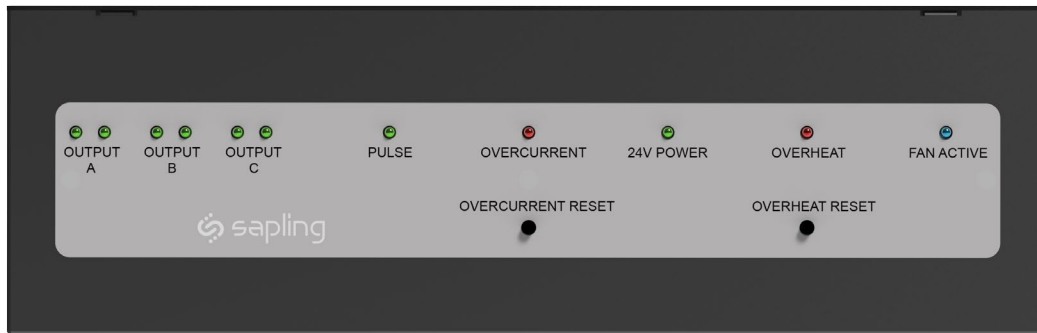 OUTPUT A
OUTPUT B
OUTPUT C
PULSE
OVERCURRENT
24V POWER
OVERHEAT
FAN ACTIVE
OVERCURRENT RESET
OVERHEAT RESET
sapling